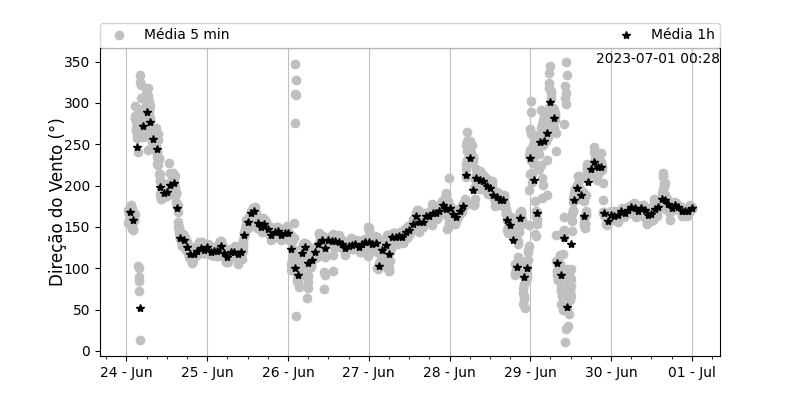 Média 5 min
Média 1h
2023-07-01 00:28
Direção do Vento (°)
350
300
250
200
150
100
50
0
24 - Jun
25 - Jun
26 - Jun
27 - Jun
28 - Jun
29 - Jun
30 - Jun
01 - Jul